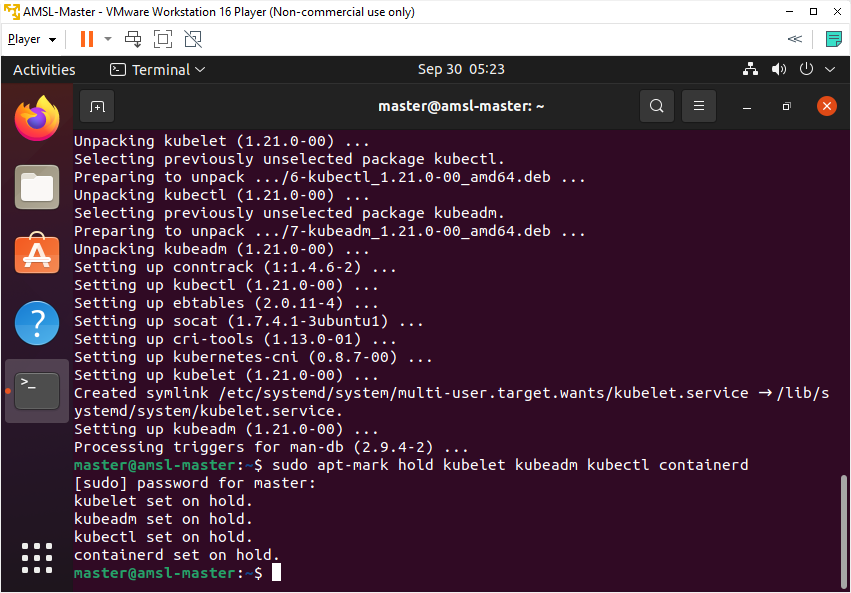 AMSL-Master - VMware Workstation 16 Player (Non-commercial use only)
Player
Activities
Terminal
Sep 30 05:23
master@amsl-master: ~
Unpacking kubelet (1.21.0-00) ...
Selecting previously unselected package kubectl.
Preparing to unpack .../6-kubectl_1.21.0-00_amd64.deb ...
Unpacking kubectl (1.21.0-00) ...
Selecting previously unselected package kubeadm.
Preparing to unpack .../7-kubeadm_1.21.0-00_amd64.deb ...
Unpacking kubeadm (1.21.0-00) ...
Setting up conntrack (1:1.4.6-2) ...
Setting up kubectl (1.21.0-00) ...
Setting up ebtables (2.0.11-4) ...
Setting up socat (1.7.4.1-3ubuntu1) ...
Setting up cri-tools (1.13.0-01) ...
Setting up kubernetes-cni (0.8.7-00) ...
Setting up kubelet (1.21.0-00) ...
Created symlink /etc/systemd/system/multi-user.target.wants/kubelet.service → /lib/s
ystemd/system/kubelet.service.
Setting up kubeadm (1.21.0-00) ...
Processing triggers for man-db (2.9.4-2) ...
master@amsl-master:~$ sudo apt-mark hold kubelet kubeadm kubectl containerd
[sudo] password for master:
kubelet set on hold.
kubeadm set on hold.
kubectl set on hold.
containerd set on hold.
master@amsl-master:~$